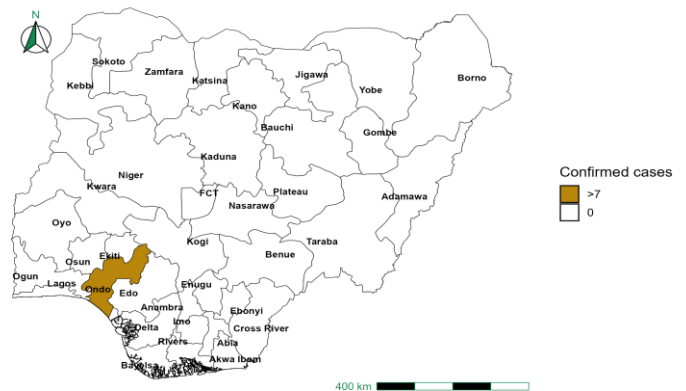 N
Sokoto
Kebbi
Zamfara
Katsina
Jigawa
Yobe
Borno
Kano
Bauchi
Gombe
Kaduna
Niger
Kwara
FCT
Plateau
Nasarawa
Adamawa
Confirmed cases
>7
0
Oyo
Kogi
Taraba
Benue
Osun
Ekiti
Ogun
Lagos
Ondo
Edo
Enugu
Anambra
Ebonyi
Imo
Delta
Cross River
Rivers
Abia
Akwa Ibom
Bayelsa
400 km